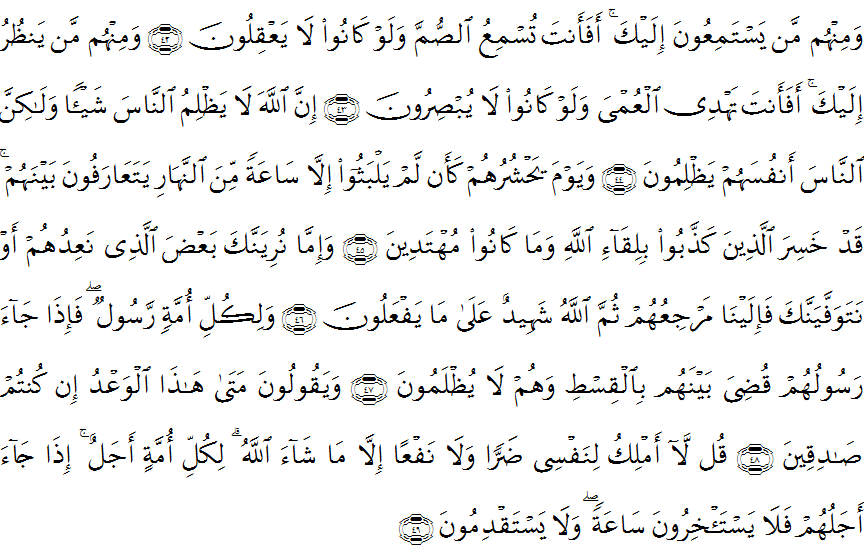 وَمِنْهُم مَّن يَسْتَمِعُونَ إِلَيْكَ ۚ أَفَأَنتَ تُسْمِعُ ٱلصُّمَّ وَلَوْ كَانُوا۟ لَا يَعْقِلُونَ ﴿٤٢﴾ وَمِنْهُم مَّن يَنظُرُ
إِلَيْكَ ۚ أَفَأَنتَ تَهْدِى ٱلْعُمْىَ وَلَوْ كَانُوا۟ لَا يُبْصِرُونَ ﴿٤٣﴾ إِنَّ ٱللَّهَ لَا يَظْلِمُ ٱلنَّاسَ شَيْـًٔا وَلَـٰكِنَّ
ٱلنَّاسَ أَنفُسَهُمْ يَظْلِمُونَ ﴿٤٤﴾ وَيَوْمَ يَحْشُرُهُمْ كَأَن لَّمْ يَلْبَثُوٓا۟ إِلَّا سَاعَةً مِّنَ ٱلنَّهَارِ يَتَعَارَفُونَ بَيْنَهُمْ ۚ
قَدْ خَسِرَ ٱلَّذِينَ كَذَّبُوا۟ بِلِقَآءِ ٱللَّهِ وَمَا كَانُوا۟ مُهْتَدِينَ ﴿٤٥﴾ وَإِمَّا نُرِيَنَّكَ بَعْضَ ٱلَّذِى نَعِدُهُمْ أَوْ
نَتَوَفَّيَنَّكَ فَإِلَيْنَا مَرْجِعُهُمْ ثُمَّ ٱللَّهُ شَهِيدٌ عَلَىٰ مَا يَفْعَلُونَ ﴿٤٦﴾ وَلِكُلِّ أُمَّةٍ رَّسُولٌ ۖ فَإِذَا جَآءَ
رَسُولُهُمْ قُضِىَ بَيْنَهُم بِٱلْقِسْطِ وَهُمْ لَا يُظْلَمُونَ ﴿٤٧﴾ وَيَقُولُونَ مَتَىٰ هَـٰذَا ٱلْوَعْدُ إِن كُنتُمْ
صَـٰدِقِينَ ﴿٤٨﴾ قُل لَّآ أَمْلِكُ لِنَفْسِى ضَرًّا وَلَا نَفْعًا إِلَّا مَا شَآءَ ٱللَّهُ ۗ لِكُلِّ أُمَّةٍ أَجَلٌ ۚ إِذَا جَآءَ
أَجَلُهُمْ فَلَا يَسْتَـْٔخِرُونَ سَاعَةً ۖ وَلَا يَسْتَقْدِمُونَ ﴿٤٩﴾